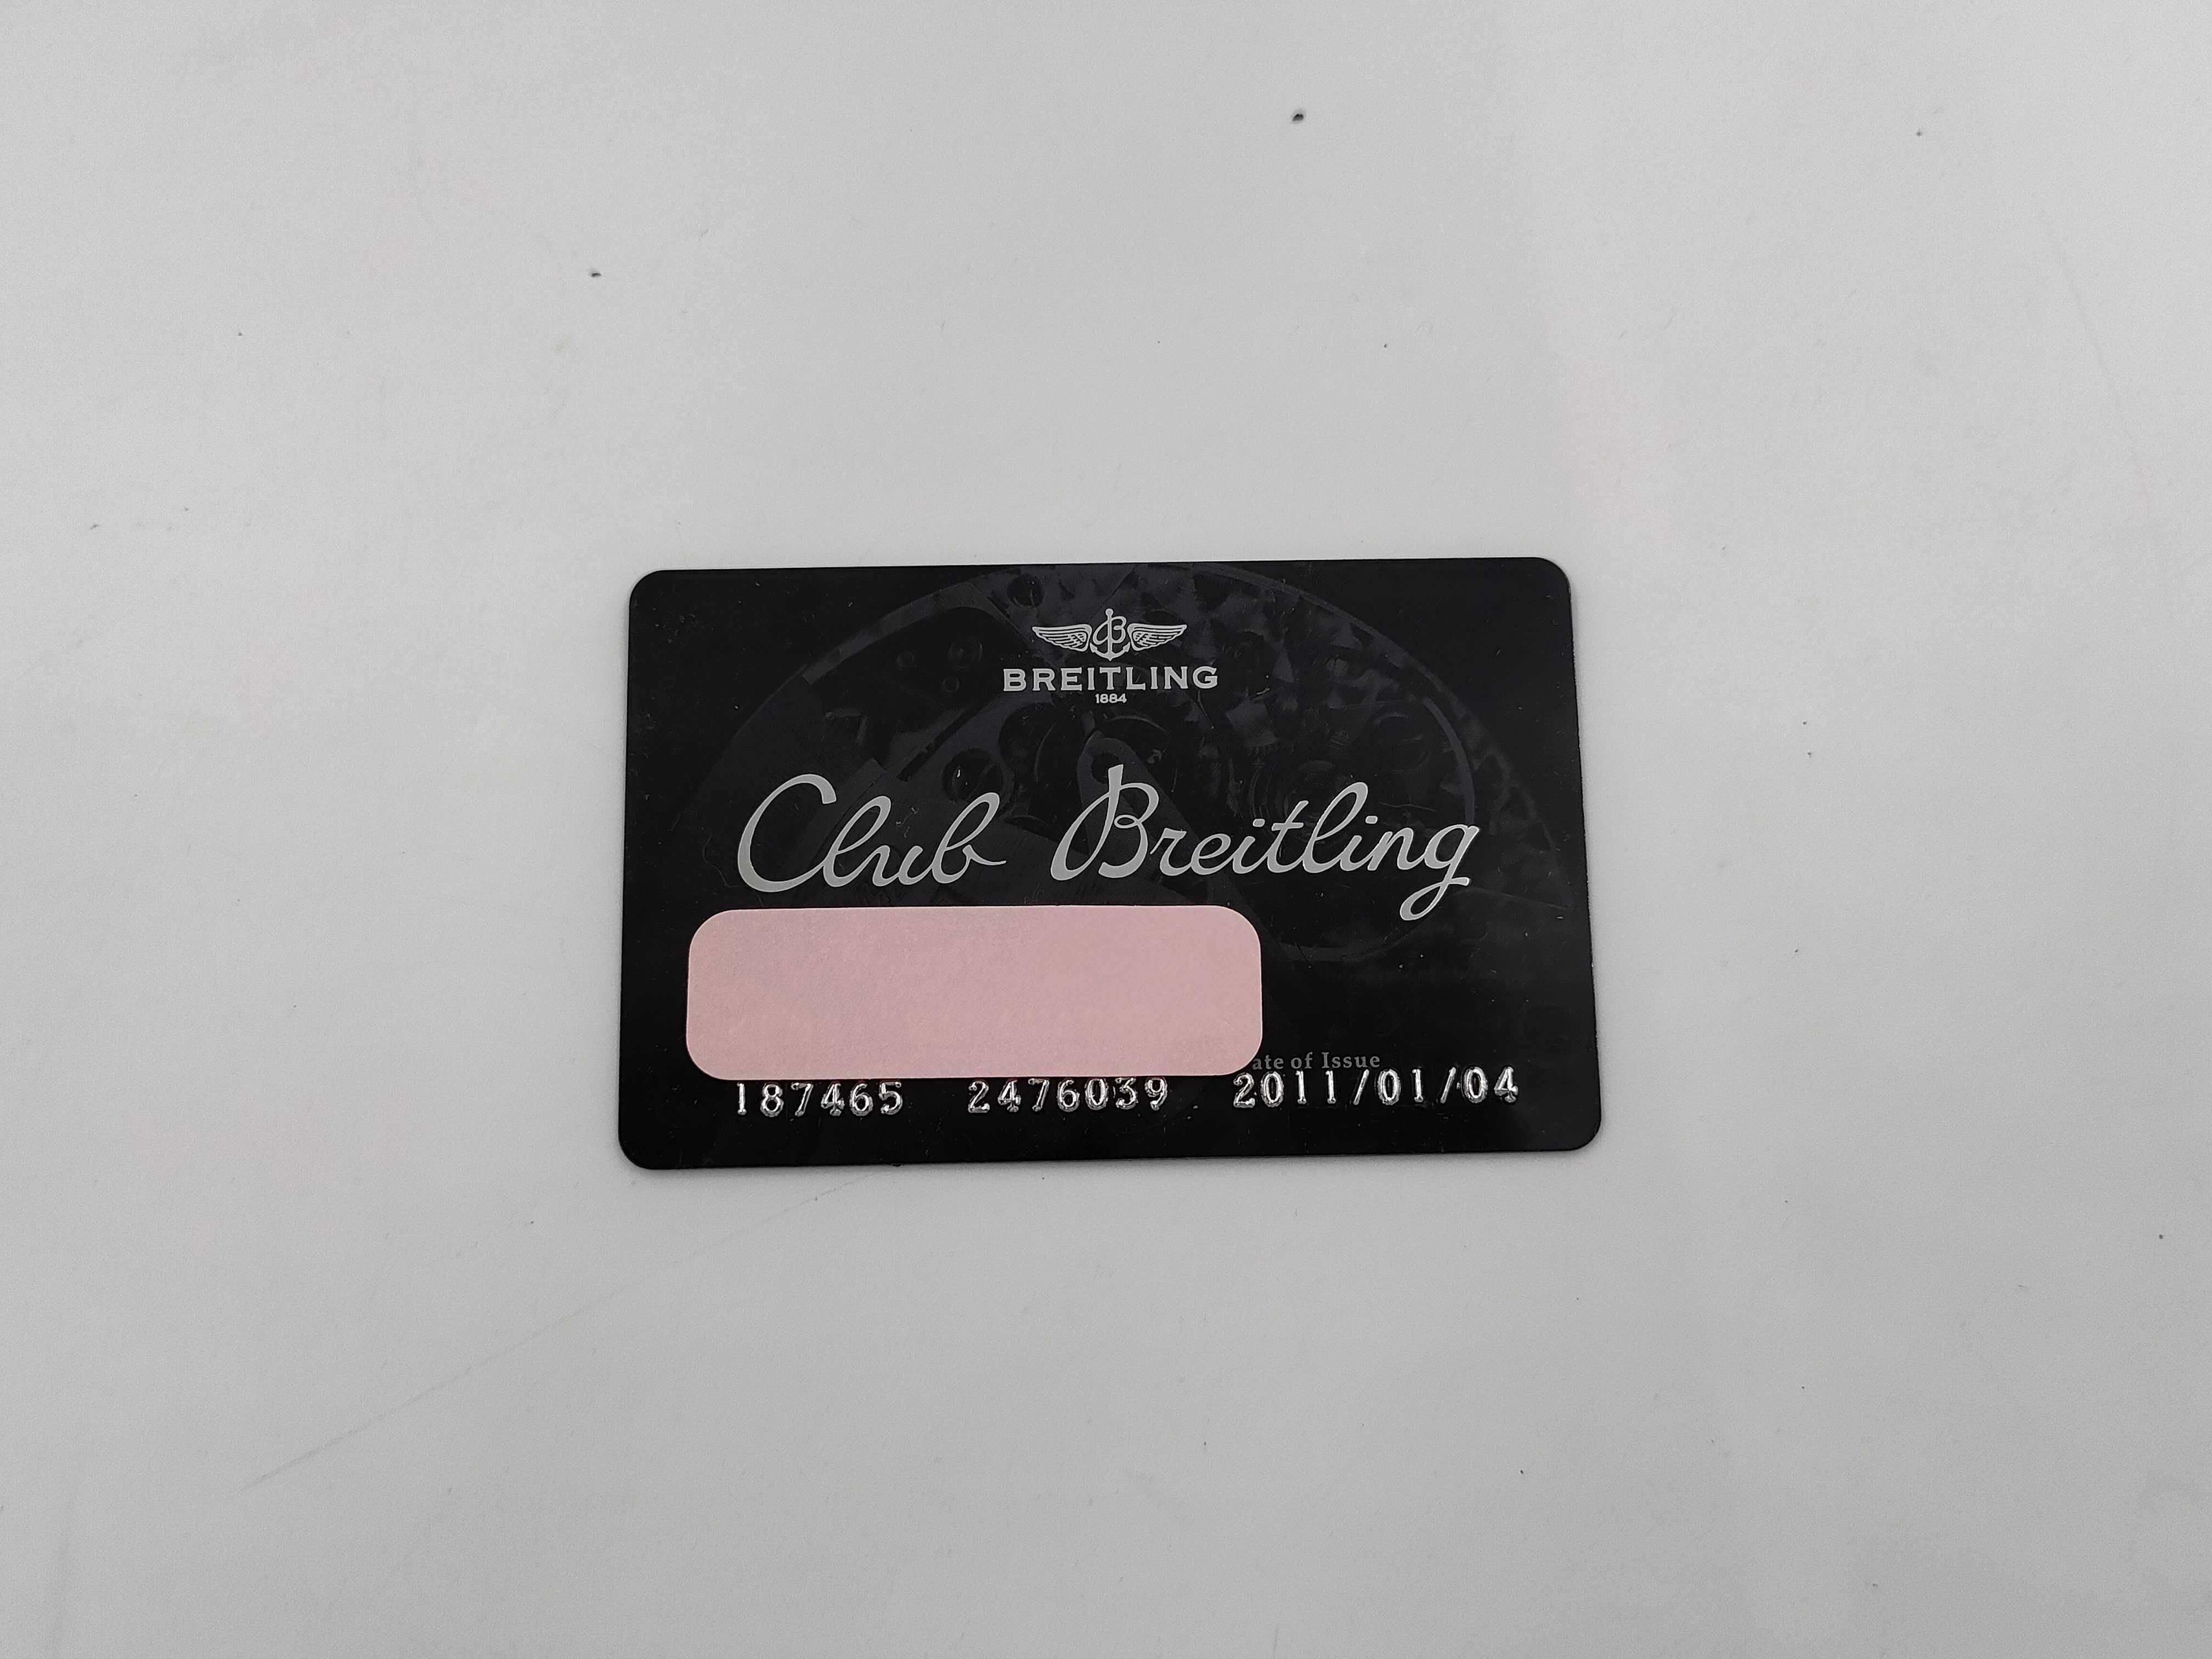 BREITLING
1884
Club Breitling
ate of Issue
187465 2476039 2011/01/04